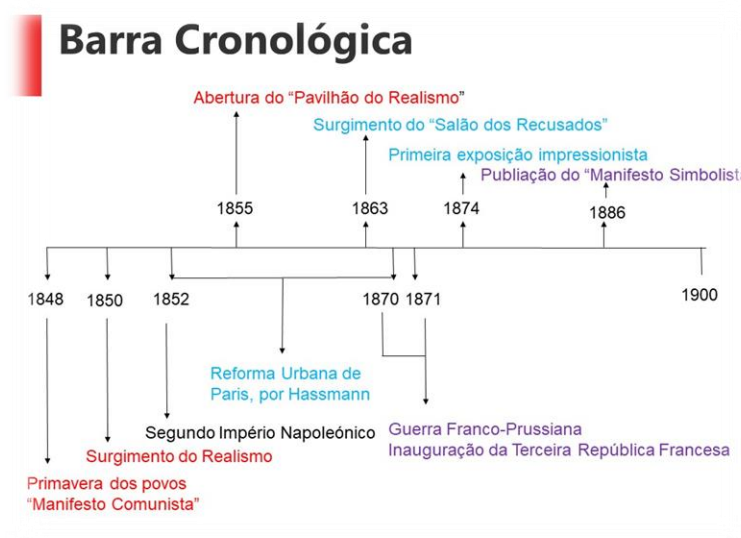 Barra Cronológica
Abertura do “Pavilhão do Realismo”
Surgimento do “Salão dos Recusados”
Primeira exposição impressionista
Publiação do “Manifesto Simbolist
1855
1863
1874
1886
1848
1850
1852
1870
1871
1900
Reforma Urbana de
Paris, por Hassmann
Segundo Império Napoleónico
Guerra Franco-Prussiana
Inauguração da Terceira República Francesa
Surgimento do Realismo
Primavera dos povos
“Manifesto Comunista”